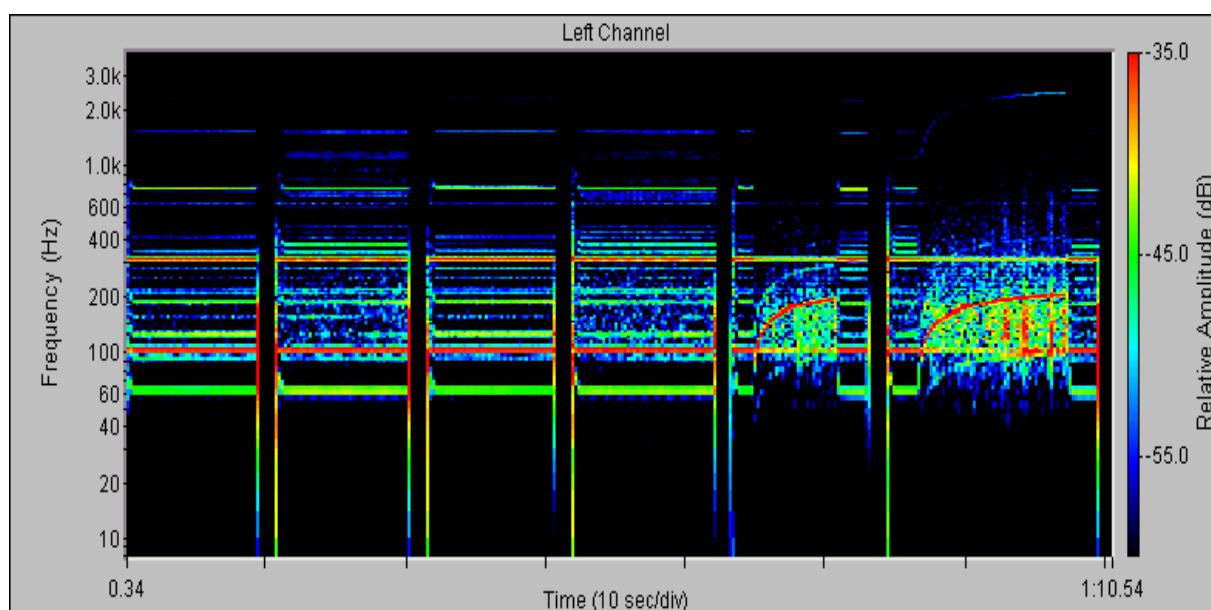 Left Channel
Frequency (Hz)
3.0k
2.0k
1.0k
600
400
200
100
60
40
20
10
0.34
Time (10 sec/div)
1:10.54
-35.0
-45.0
-55.0
Relative Amplitude (dB)